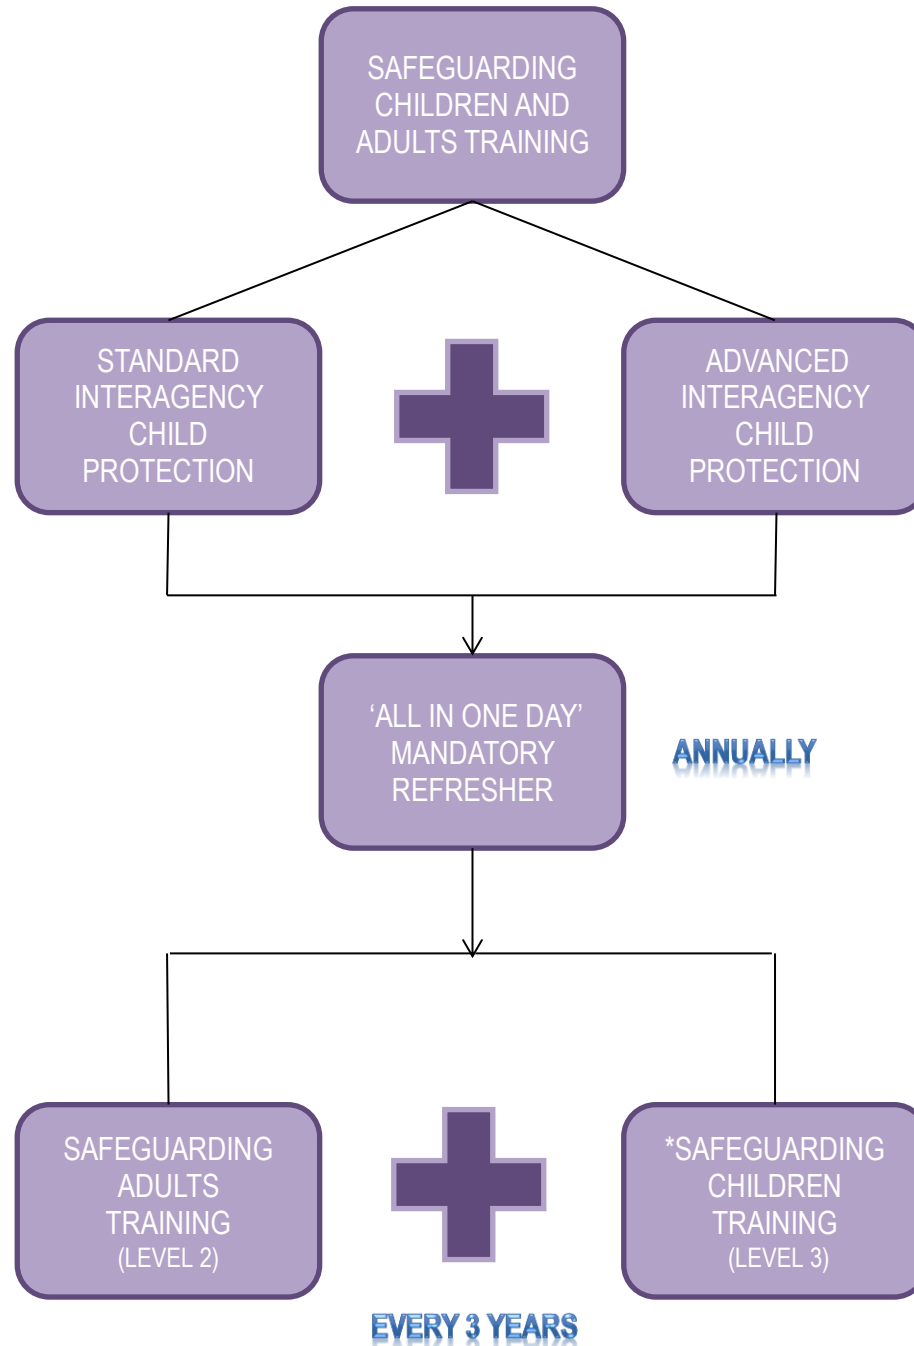 SAFEGUARDING
CHILDREN AND
ADULTS TRAINING
STANDARD
INTERAGENCY
CHILD
PROTECTION
ADVANCED
INTERAGENCY
CHILD
PROTECTION
‘ALL IN ONE DAY’
MANDATORY
REFRESHER
ANNUALLY
SAFEGUARDING
ADULTS
TRAINING
(LEVEL 2)
*SAFEGUARDING
CHILDREN
TRAINING
(LEVEL 3)
EVERY 3 YEARS